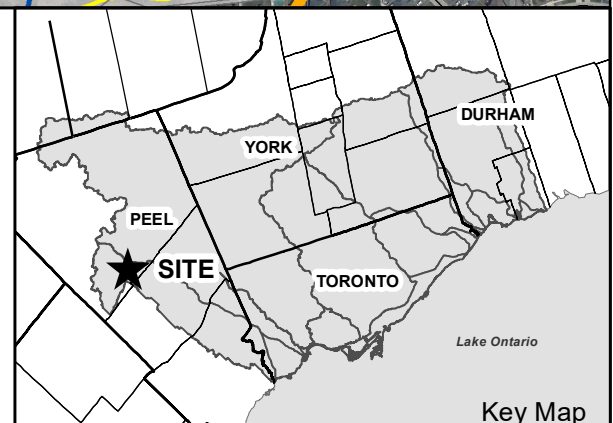 DURHAM
YORK
PEEL
SITE
TORONTO
Lake Ontario
Key Map